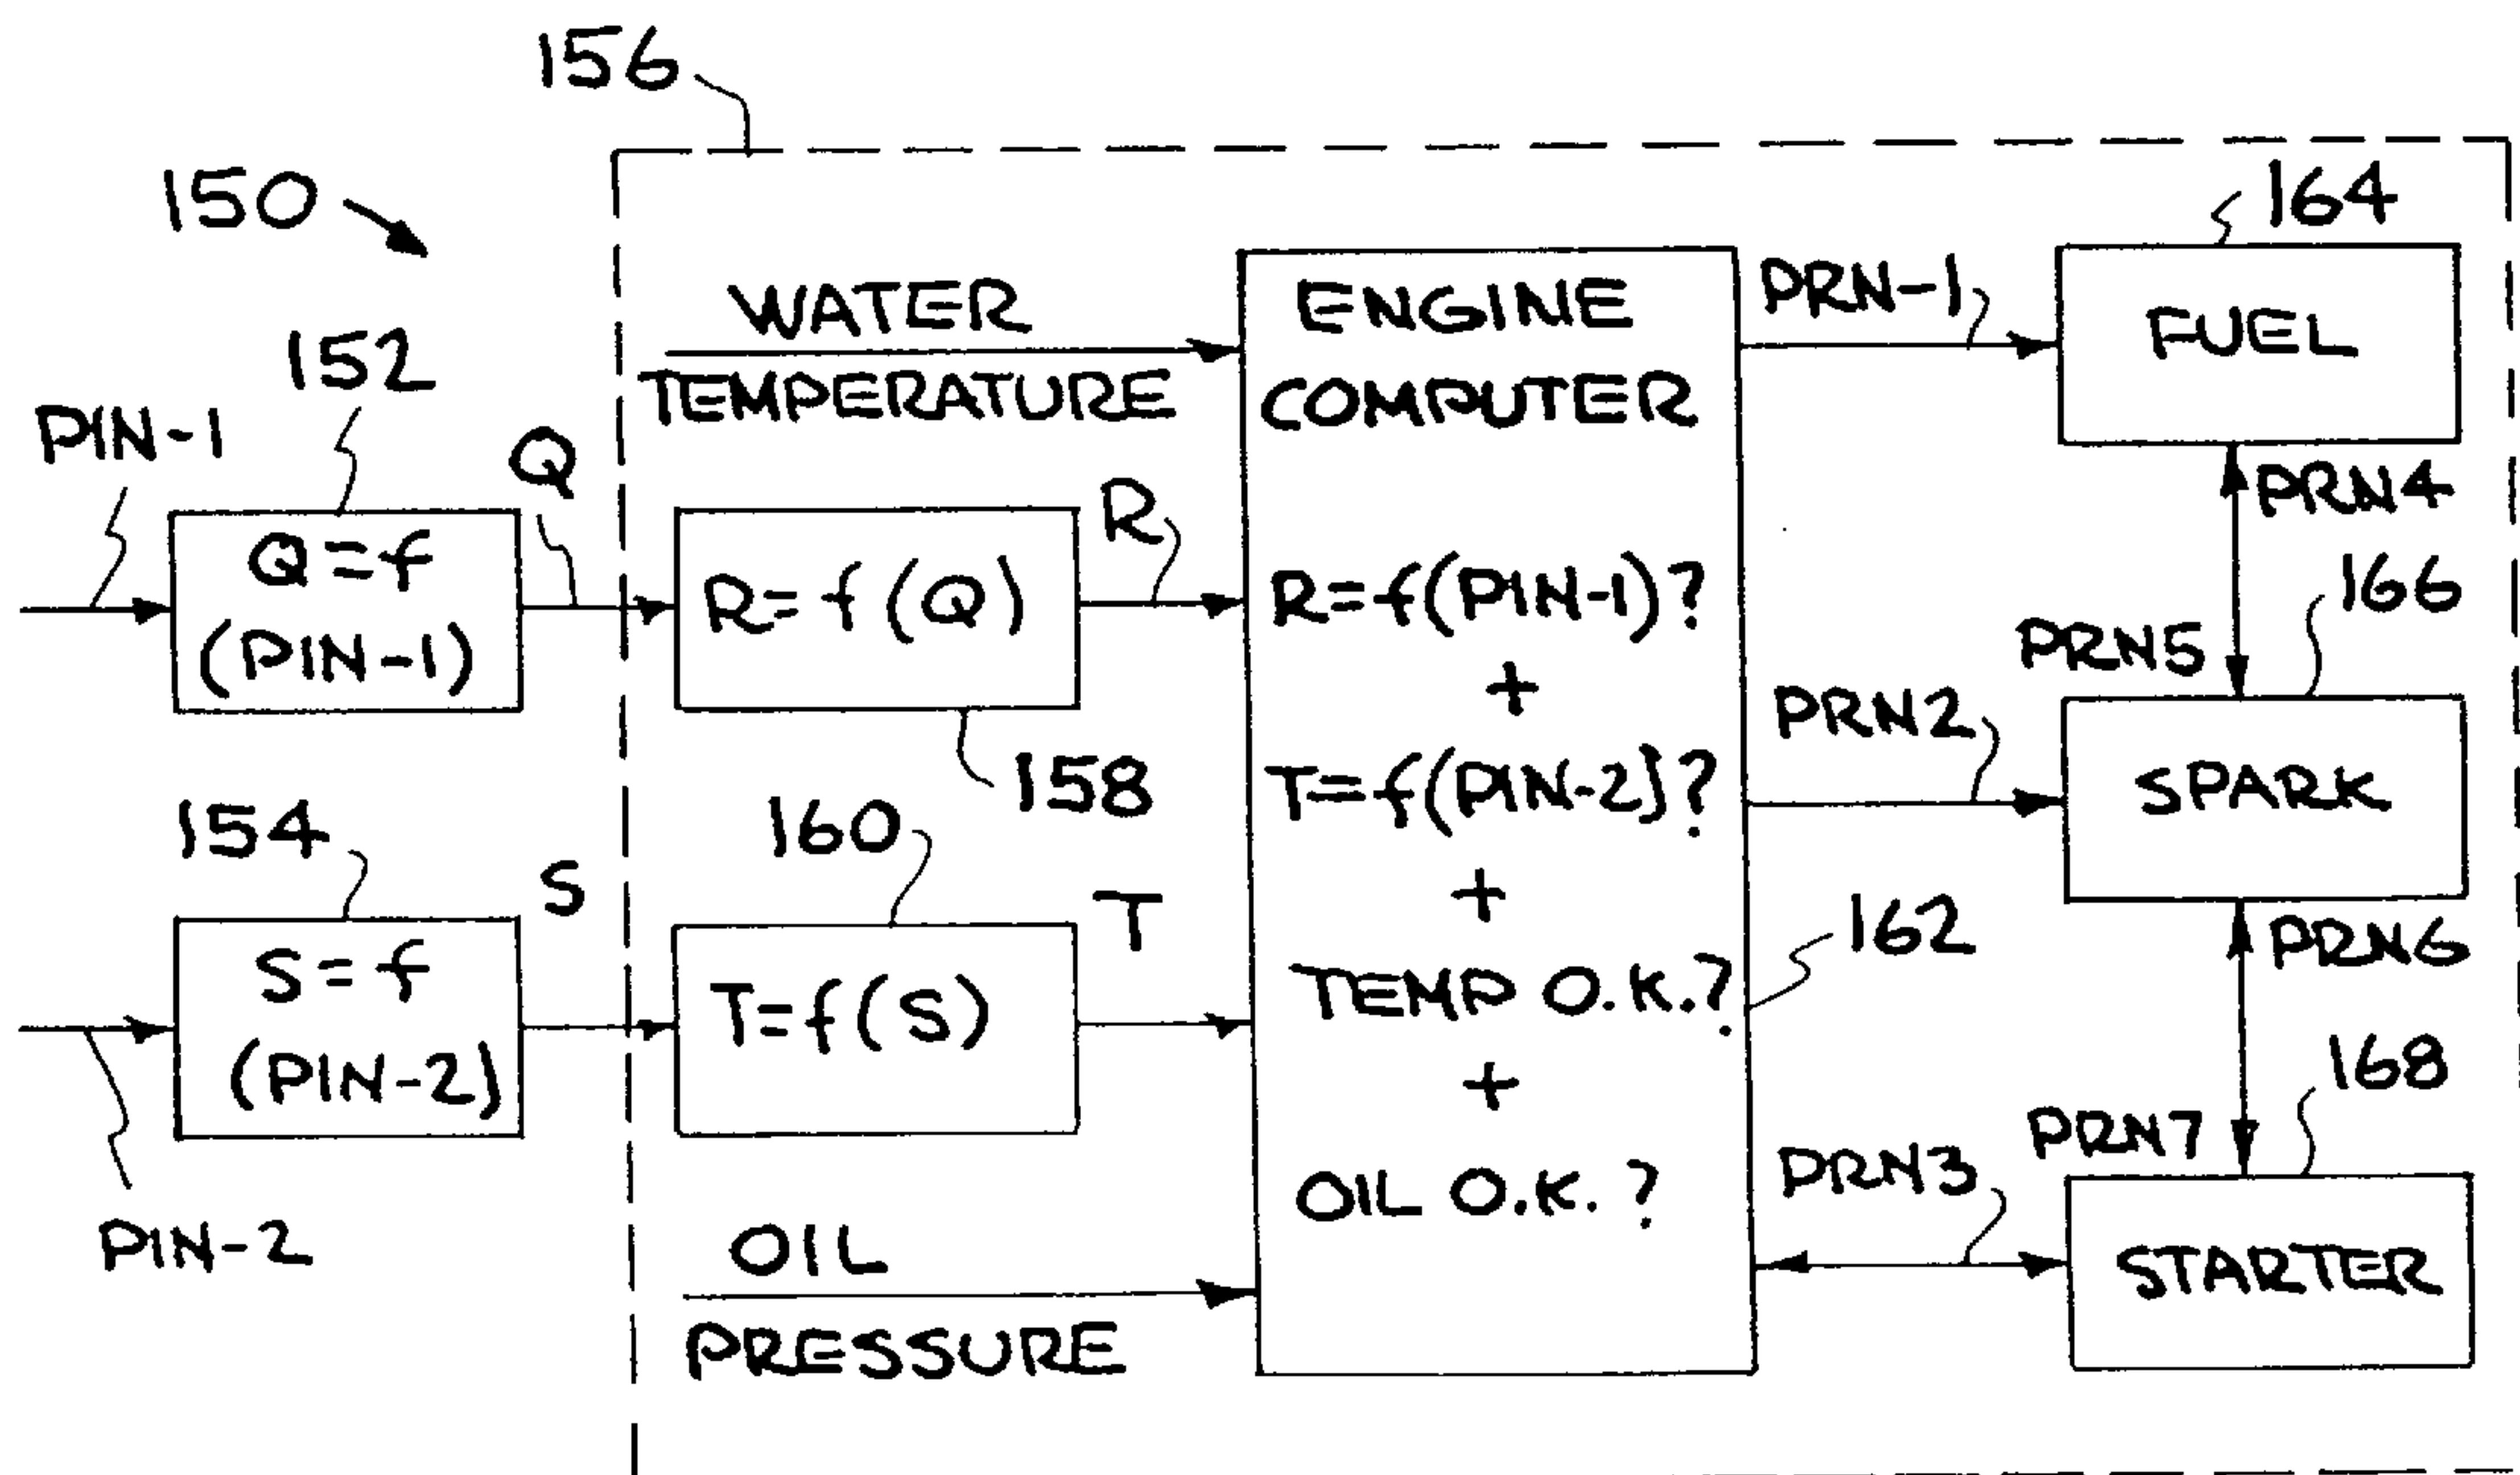 156
150
164
WATER
TEMPERATURE
ENGINE
COMPUTER
PRN-1
FUEL
152
PIN-1
Q
Q=f
(PIN-1)
R=f(Q)
R
158
R=f(PIN-1)?
+
T=f(PIN-2)?
+
TEMP O.K.?
+
OIL O.K.?
PRN4
166
PRN5
PRN2
SPARK
154
S
S=f
(PIN-2)
PIN-2
160
T
T=f(S)
162
PRN6
168
PRN7
PRN3
STARTER
OIL
PRESSURE